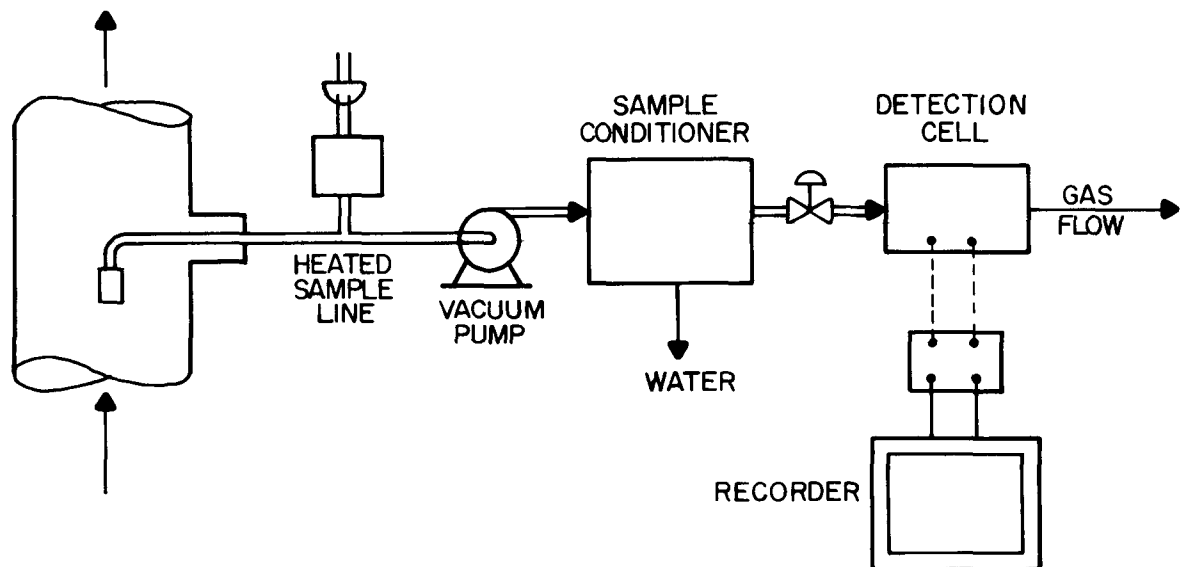 SAMPLE
CONDITIONER
DETECTION
CELL
GAS
FLOW
HEATED
SAMPLE
LINE
VACUUM
PUMP
WATER
RECORDER